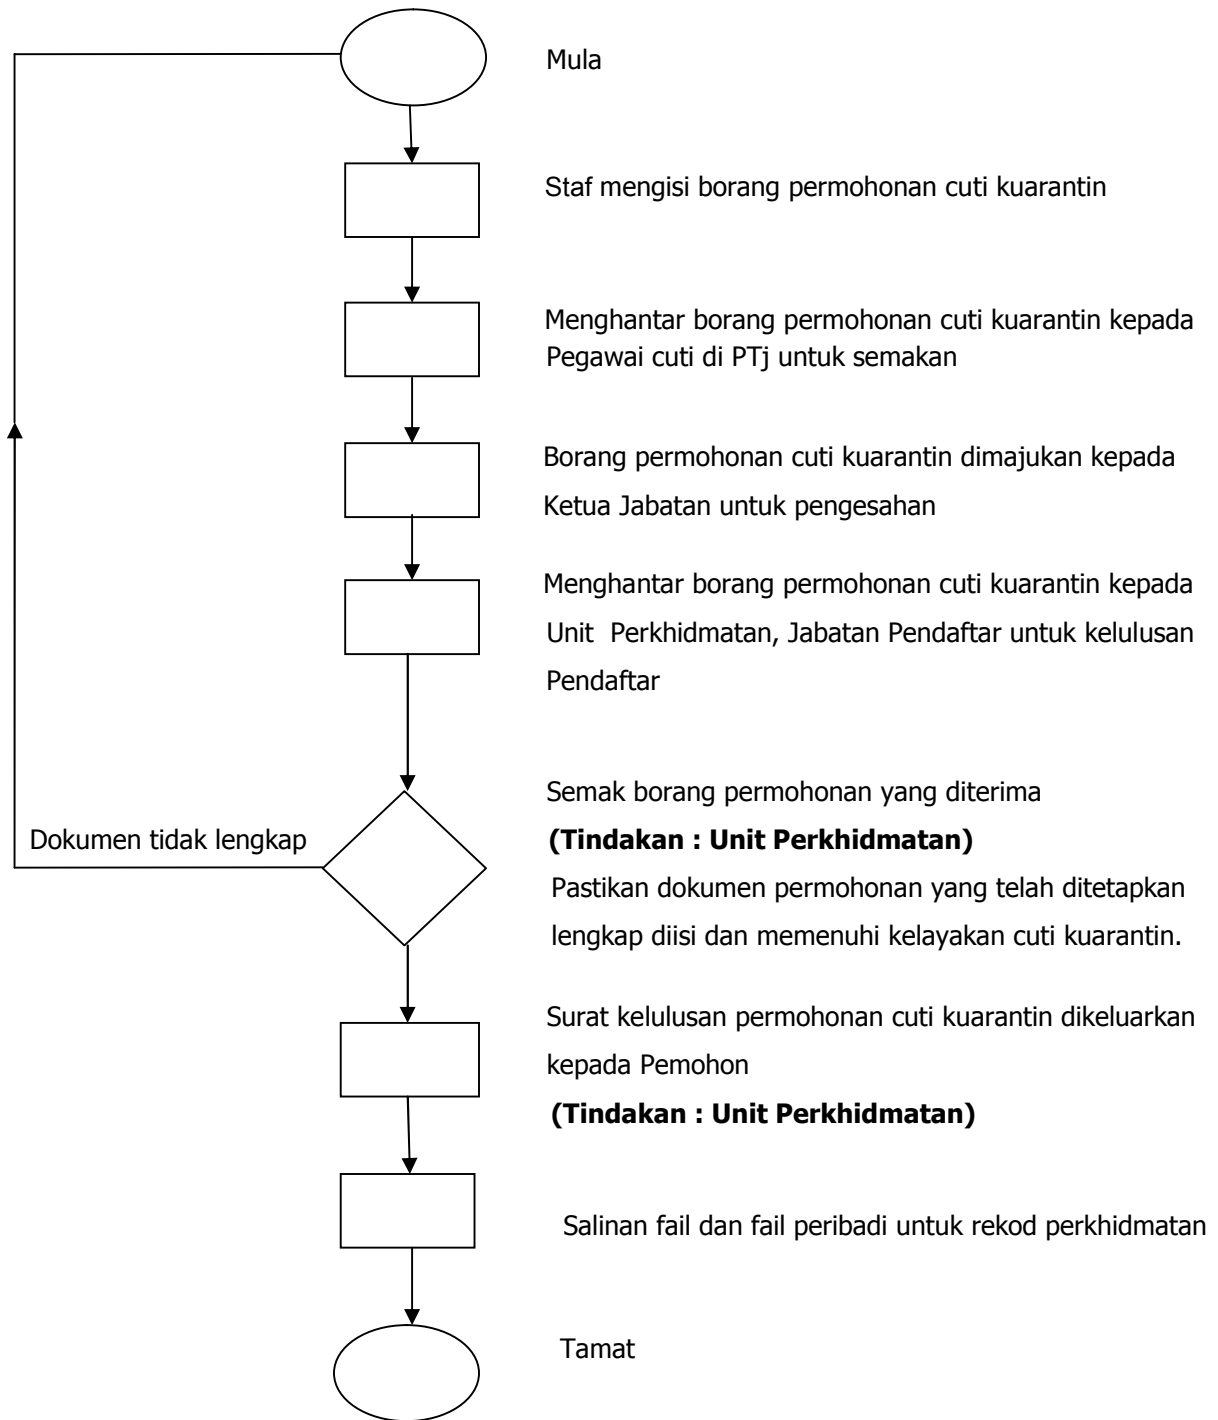 Mula
Staf mengisi borang permohonan cuti kuarantin
Menghantar borang permohonan cuti kuarantin kepada
Pegawai cuti di PTj untuk semakan
Borang permohonan cuti kuarantin dimajukan kepada
Ketua Jabatan untuk pengesahan
Menghantar borang permohonan cuti kuarantin kepada
Unit Perkhidmatan, Jabatan Pendaftar untuk kelulusan
Pendaftar
Semak borang permohonan yang diterima
Dokumen tidak lengkap
(Tindakan : Unit Perkhidmatan)
Pastikan dokumen permohonan yang telah ditetapkan
lengkap diisi dan memenuhi kelayakan cuti kuarantin.
Surat kelulusan permohonan cuti kuarantin dikeluarkan
kepada Pemohon
(Tindakan : Unit Perkhidmatan)
Salinan fail dan fail peribadi untuk rekod perkhidmatan
Tamat